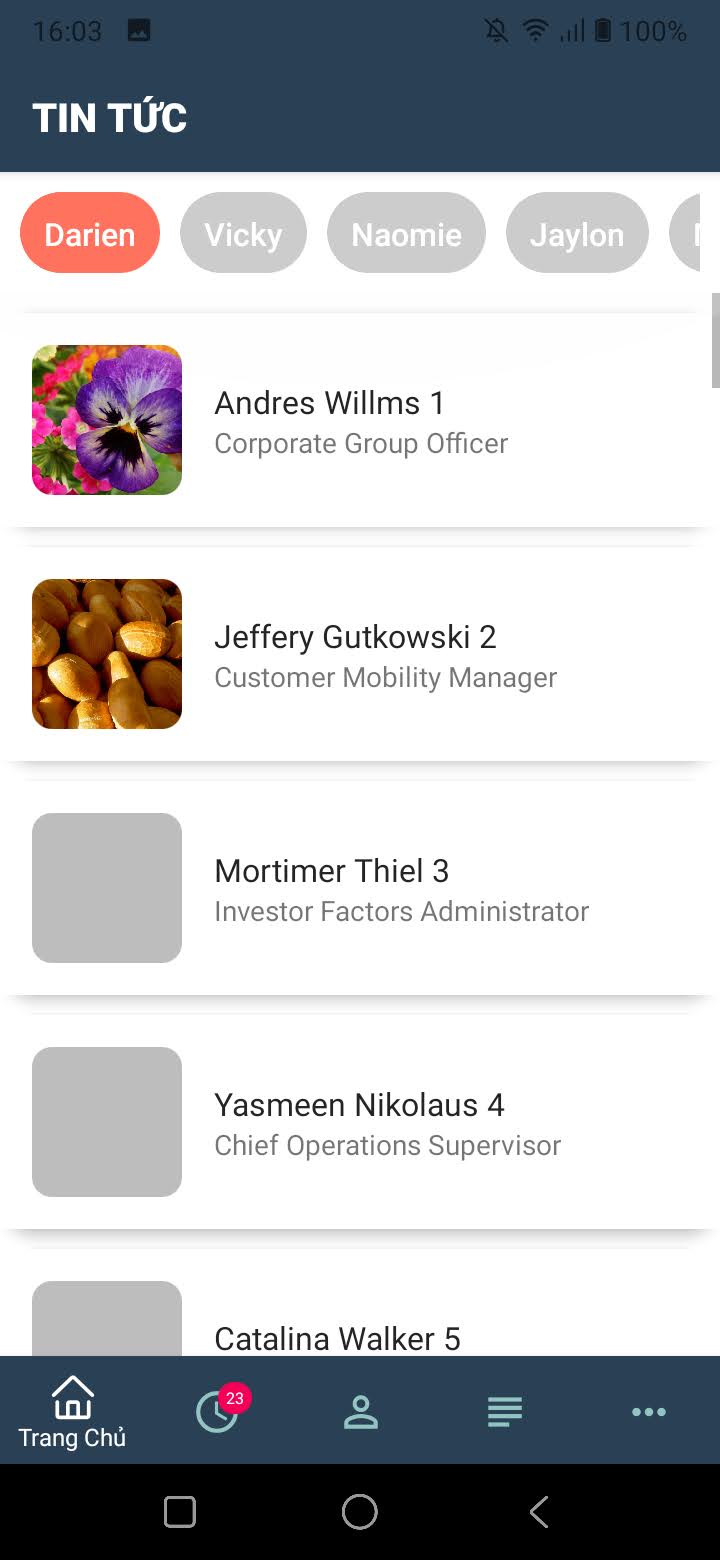 16:03 100%
TIN TỨC
Darien Vicky Naomie Jaylon
Andres Willms 1
Corporate Group Officer
Jeffery Gutkowski 2
Customer Mobility Manager
Mortimer Thiel 3
Investor Factors Administrator
Yasmeen Nikolaus 4
Chief Operations Supervisor
Catalina Walker 5
23
Trang Chủ